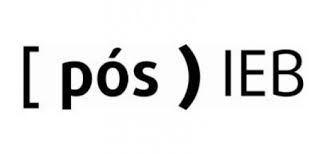 [ pós ) IEB